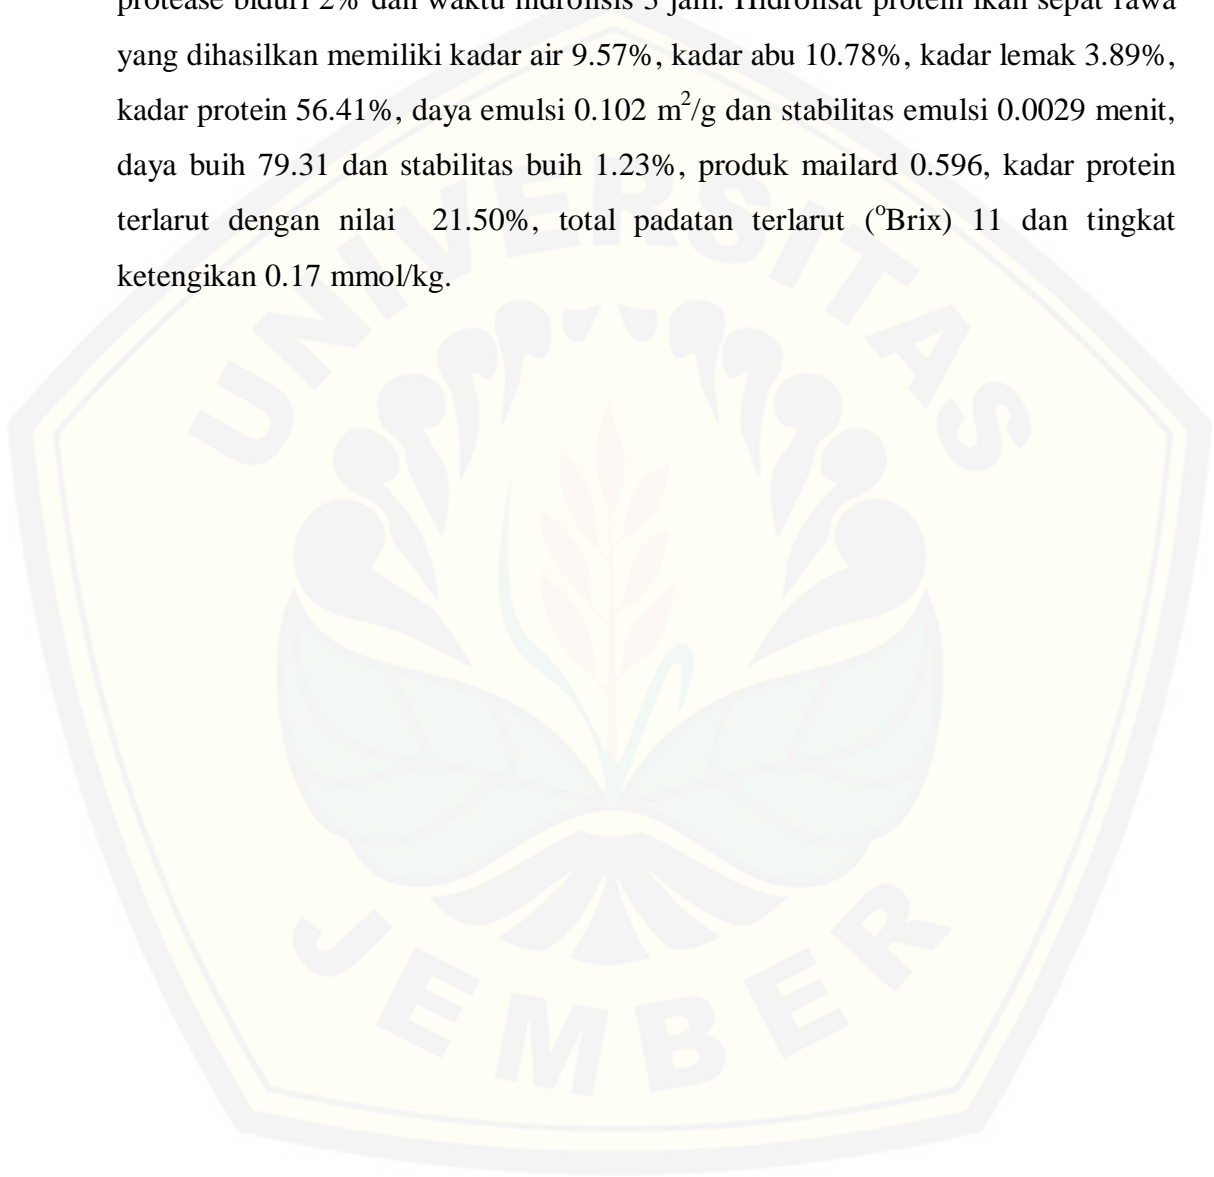 protease biduri 2% dan waktu hidrolisis jam. Hidrolisat protein ikan sepat rawa
yang dihasilkan memiliki kadar air 9.57%, kadar abu 10.78%, kadar lemak 3.89%,
kadar protein 56.41%, daya emulsi 0.102 m²/g dan stabilitas emulsi 0.0029 menit,
daya buih 79.31 dan stabilitas buih 1.23%, produk mailard 0.596, kadar protein
terlarut dengan nilai 21.50%, total padatan terlarut (°Brix) 11 dan tingkat
ketengikan 0.17 mmol/kg.
UNIVERSITAS
JEMBER